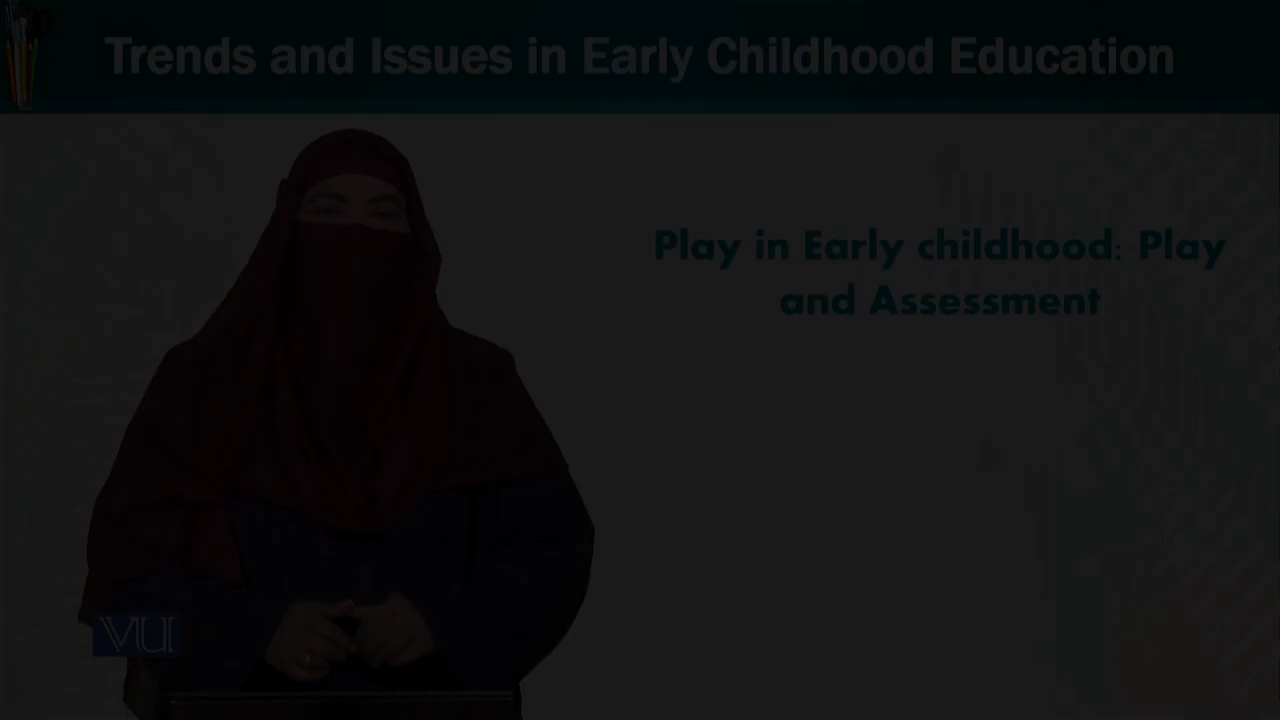 Trends and Issues in Early Childhood Education
Play in Early childhood: Play
and Assessment
VU